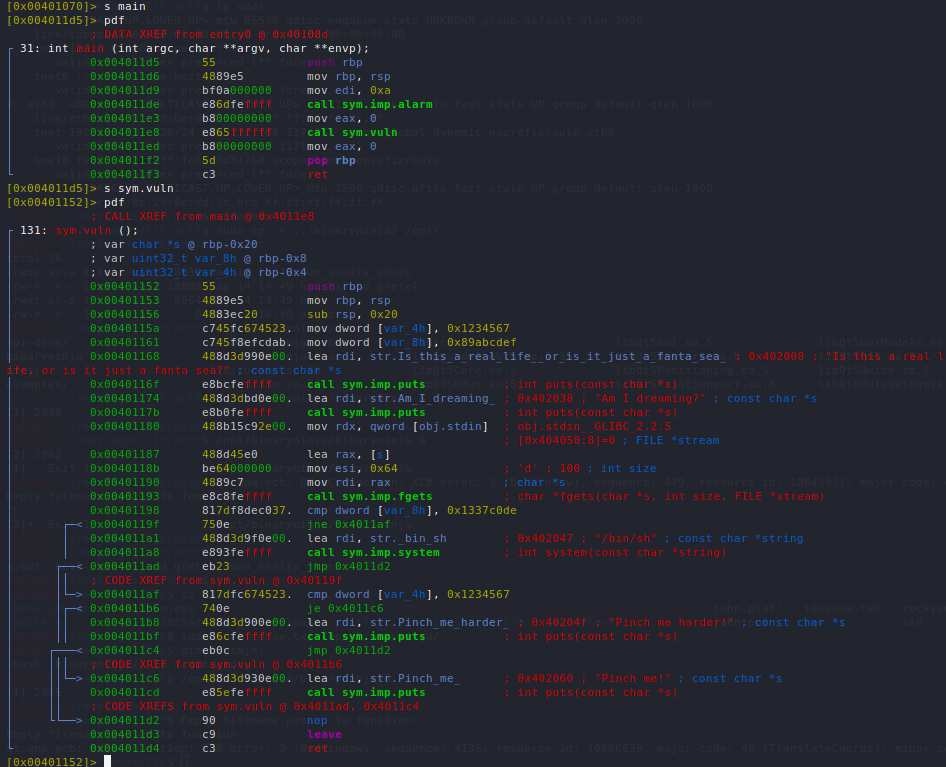 [0x00401070]> s main
[0x004011d5]> pdf
; DATA XREF from entry0 @ 0x40108d
31: int main (int argc, char **argv, char **envp);
0x004011d5 55 push rbp
0x004011d6 4889e5 mov rbp, rsp
0x004011d9 bf0a000000 mov edi, 0xa
0x004011de e86dfeffff call sym.imp.alarm
0x004011e3 b800000000 mov eax, 0
0x004011e8 e865ffffff call sym.vuln
0x004011ed b800000000 mov eax, 0
0x004011f2 5d pop rbp
0x004011f3 c3 ret
[0x004011d5]> s sym.vuln
[0x00401152]> pdf
; CALL XREF from main @ 0x4011e8
131: sym.vuln ();
; var char *s @ rbp-0x20
; var uint32_t var_8h @ rbp-0x8
; var uint32_t var_4h @ rbp-0x4
0x00401152 55 push rbp
0x00401153 4889e5 mov rbp, rsp
0x00401156 4883ec20 sub rsp, 0x20
0x0040115a c745fc674523. mov dword [var_4h], 0x1234567
0x00401161 c745f8efcdab. mov dword [var_8h], 0x89abcdef
0x00401168 488d3d990e00. lea rdi, str.Is_this_a_real_life__or_is_it_just_a_fanta_sea_ ; 0x402008 ; "Is this a real l
ife, or is it just a fanta sea?" ; const char *s
0x0040116f e8bcfeffff call sym.imp.puts ; int puts(const char *s)
0x00401174 488d3dbd0e00. lea rdi, str.Am_I_dreaming_ ; 0x402038 ; "Am I dreaming?" ; const char *s
0x0040117b e8b0feffff call sym.imp.puts ; int puts(const char *s)
0x00401180 488b15c92e00. mov rdx, qword [obj.stdin] ; obj.stdin__GLIBC_2.2.5
; [0x404050:8]=0 ; FILE *stream
0x00401187 488d45e0 lea rax, [s]
0x0040118b be64000000 mov esi, 0x64 ; 'd' ; 100 ; int size
0x00401190 4889c7 mov rdi, rax ; char *s
0x00401193 e8c8feffff call sym.imp.fgets ; char *fgets(char *s, int size, FILE *stream)
0x00401198 817df8dec037. cmp dword [var_8h], 0x1337c0de
0x0040119f 750e jne 0x4011af
0x004011a1 488d3d9f0e00. lea rdi, str._bin_sh ; 0x402047 ; "/bin/sh" ; const char *string
0x004011a8 e893feffff call sym.imp.system ; int system(const char *string)
0x004011ad eb23 jmp 0x4011d2
; CODE XREF from sym.vuln @ 0x40119f
0x004011af 817dfc674523. cmp dword [var_4h], 0x1234567
0x004011b6 740e je 0x4011c6
0x004011b8 488d3d900e00. lea rdi, str.Pinch_me_harder_ ; 0x40204f ; "Pinch me harder!" ; const char *s
0x004011bf e86cfeffff call sym.imp.puts ; int puts(const char *s)
0x004011c4 eb0c jmp 0x4011d2
; CODE XREF from sym.vuln @ 0x4011b6
0x004011c6 488d3d930e00. lea rdi, str.Pinch_me_ ; 0x402060 ; "Pinch me!" ; const char *s
0x004011cd e85efeffff call sym.imp.puts ; int puts(const char *s)
; CODE XREFS from sym.vuln @ 0x4011ad, 0x4011c4
0x004011d2 90 nop
0x004011d3 c9 leave
0x004011d4 c3 ret
[0x00401152]>